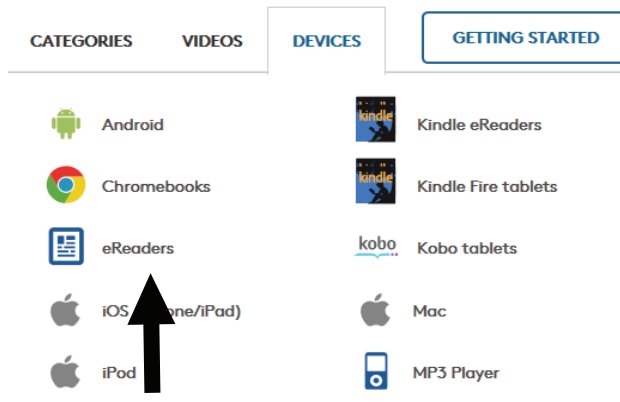 CATEGORIES VIDEOS DEVICES GETTING STARTED
Android kindle Kindle eReaders
Chromebooks kindle Kindle Fire tablets
eReaders kobo Kobo tablets
iOS one/iPad) Mac
iPod MP3 Player